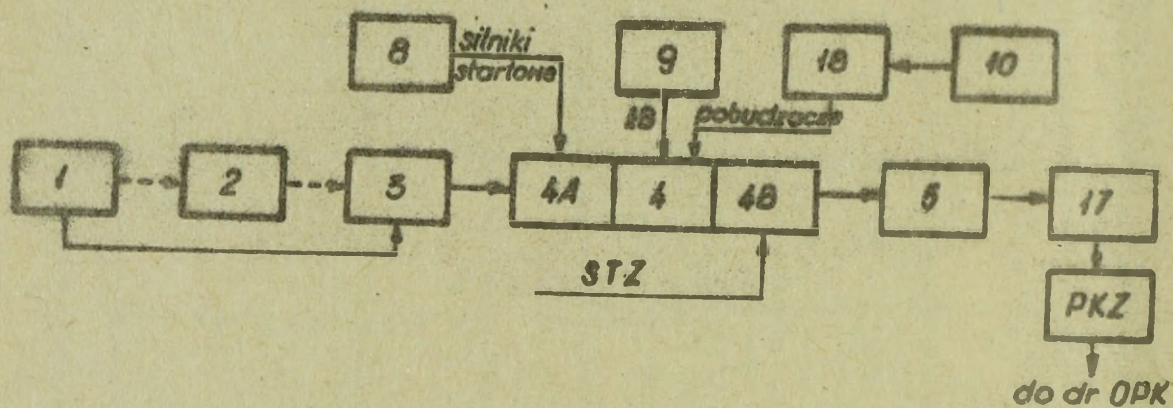 8
silniki
startowe
9
18
10
pobudzacze
1
2
3
4A
4
4B
5
17
STZ
PKZ
do dr OPK